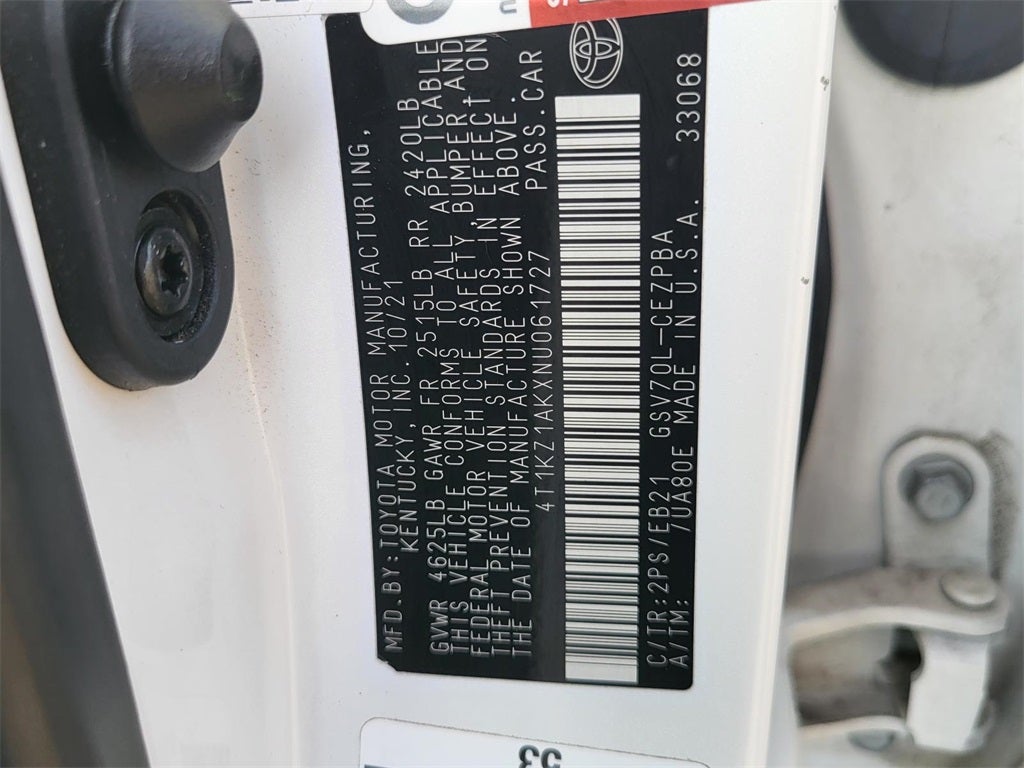 MFD.BY:TOYOTA MOTOR MANUFACTURING,
KENTUCKY, INC. 10/21
GVWR 4625LB GAWR FR 2515LB RR 2420LB
THIS VEHICLE CONFORMS TO ALL APPLICABLE
FEDERAL MOTOR VEHICLE SAFETY, BUMPER, AND
THEFT PREVENTION STANDARDS IN EFFECT ON
THE DATE OF MANUFACTURE SHOWN ABOVE.
4T1KZ1AKXNU061727 PASS.CAR
C/TR:2PS/EB21 GSV70L-CEZPBA 33068
A/TM: 7UA80E MADE IN U.S.A.
53